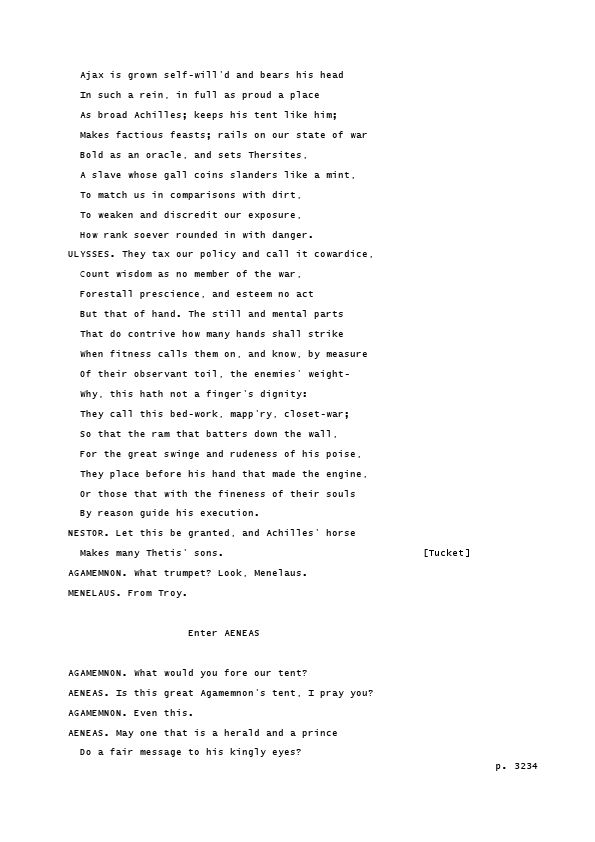 Ajax is grown self-will'd and bears his head
In such a rein, in full as proud a place
As broad Achilles; keeps his tent like him;
Makes factious feasts; rails on our state of war
Bold as an oracle, and sets Thersites,
A slave whose gall coins slanders like a mint,
To match us in comparisons with dirt,
To weaken and discredit our exposure,
How rank soever rounded in with danger.
ULYSSES. They tax our policy and call it cowardice,
Count wisdom as no member of the war,
Forestall prescience, and esteem no act
But that of hand. The still and mental parts
That do contrive how many hands shall strike
When fitness calls them on, and know, by measure
Of their observant toil, the enemies' weight-
Why, this hath not a finger's dignity:
They call this bed-work, mapp'ry, closet-war;
So that the ram that batters down the wall,
For the great swinge and rudeness of his poise,
They place before his hand that made the engine,
Or those that with the fineness of their souls
By reason guide his execution.
NESTOR. Let this be granted, and Achilles' horse
Makes many Thetis' sons. [Tucket]
AGAMEMNON. What trumpet? Look, Menelaus.
MENELAUS. From Troy.
Enter AENEAS
AGAMEMNON. What would you fore our tent?
AENEAS. Is this great Agamemnon's tent, I pray you?
AGAMEMNON. Even this.
AENEAS. May one that is a herald and a prince
Do a fair message to his kingly eyes?
p. 3234